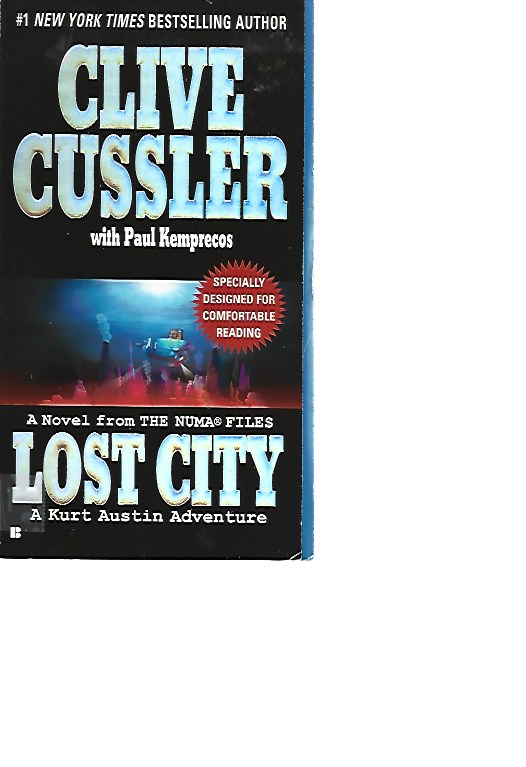 #1 NEW YORK TIMES BESTSELLING AUTHOR
CLIVE
CUSSLER
with Paul Kemprecos
SPECIALLY
DESIGNED FOR
COMFORTABLE
READING
A Novel from THE NUMA® FILES
LOST CITY
A Kurt Austin Adventure
B